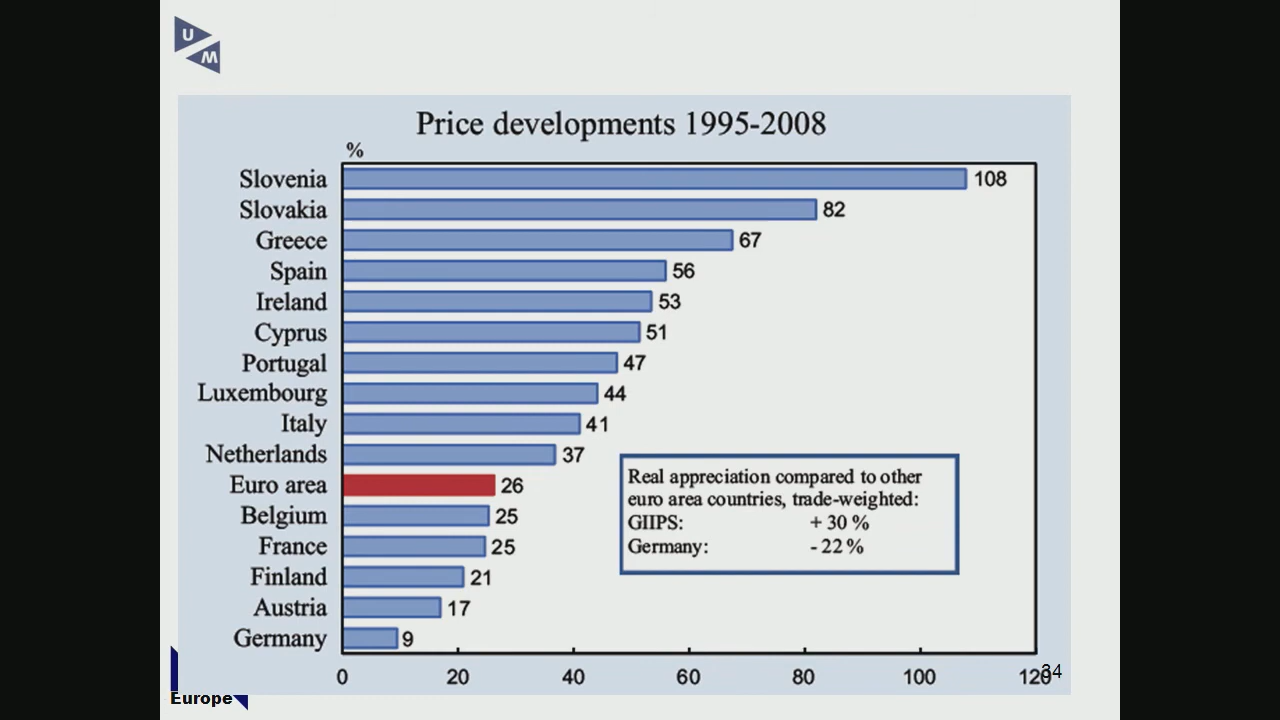 U
M
Price developments 1995-2008
%
Slovenia 108
Slovakia 82
Greece 67
Spain 56
Ireland 53
Cyprus 51
Portugal 47
Luxembourg 44
Italy 41
Netherlands 37
Euro area 26
Belgium 25
France 25
Finland 21
Austria 17
Germany 9
Real appreciation compared to other
euro area countries, trade-weighted:
GIIPS: + 30 %
Germany: - 22 %
0 20 40 60 80 100 120
34
Europe